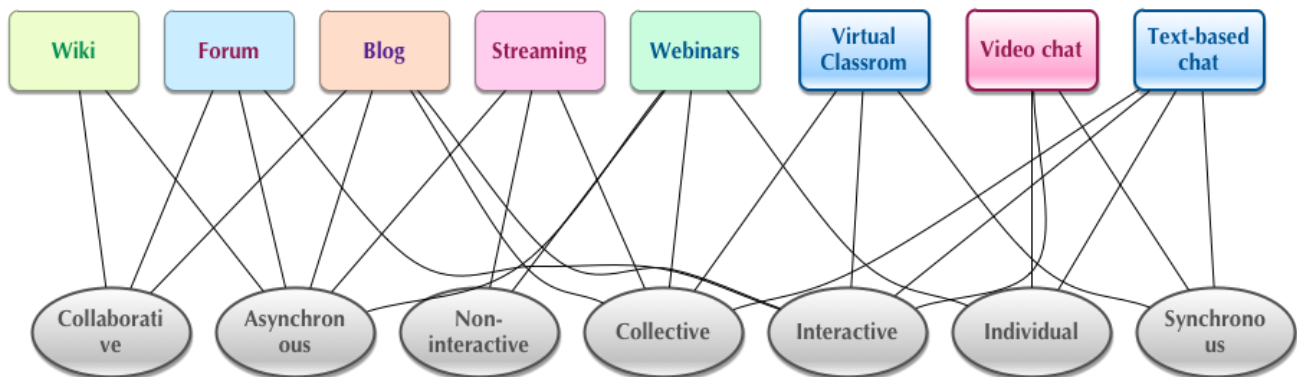 Wiki
Forum
Blog
Streaming
Webinars
Virtual
Classrom
Video chat
Text-based
chat
Collaborati
ve
Asynchron
ous
Non-
interactive
Collective
Interactive
Individual
Synchrono
us